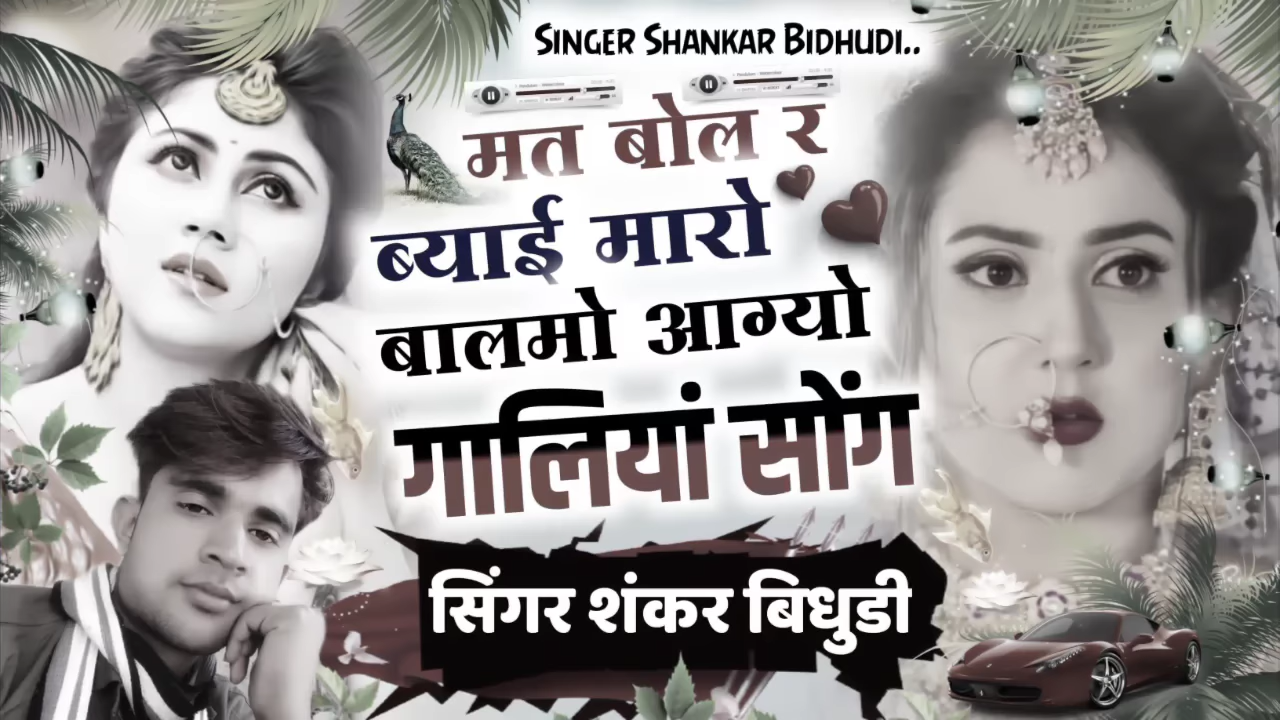 SINGER SHANKAR BIDHUDI..
मत बोल र
ब्याई मारो
बालमो आग्यो
गालियां सोंग
सिंगर शंकर बिधुडी